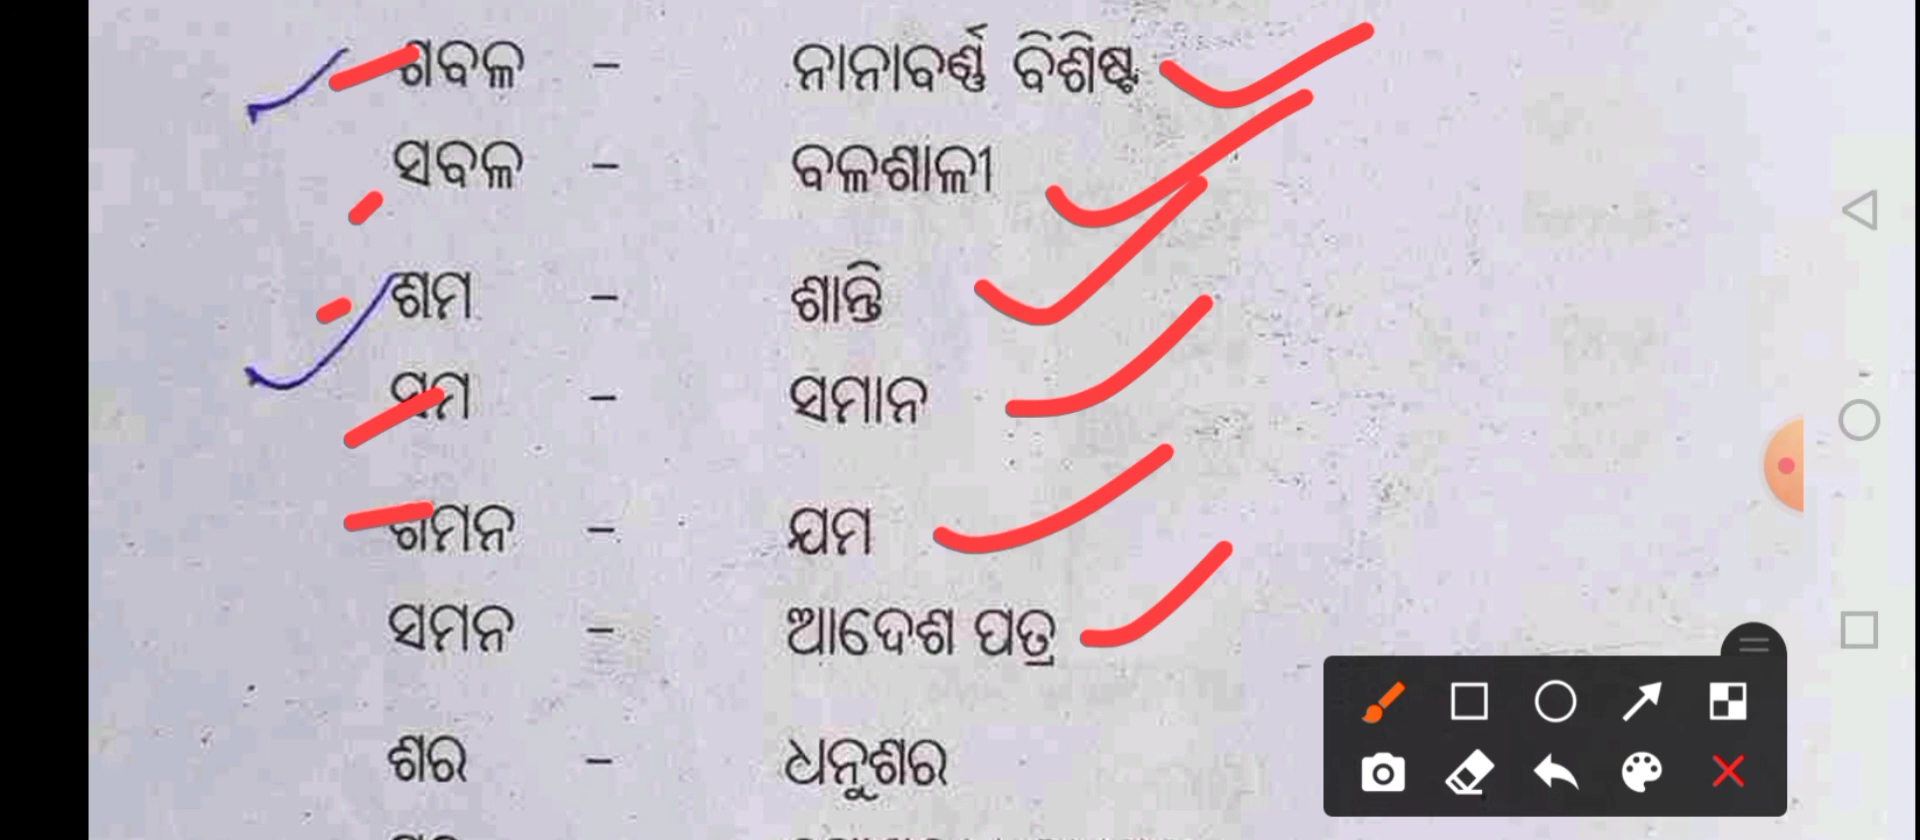 ଶବଳ - ନାନାବର୍ଣ୍ଣ ବିଶିଷ୍ଟ
ସବଳ - ବଳଶାଳୀ
ଶମ - ଶାନ୍ତି
ସମ - ସମାନ
ଶମନ - ଯମ
ସମନ - ଆଦେଶ ପତ୍ର
ଶର - ଧନୁଶର